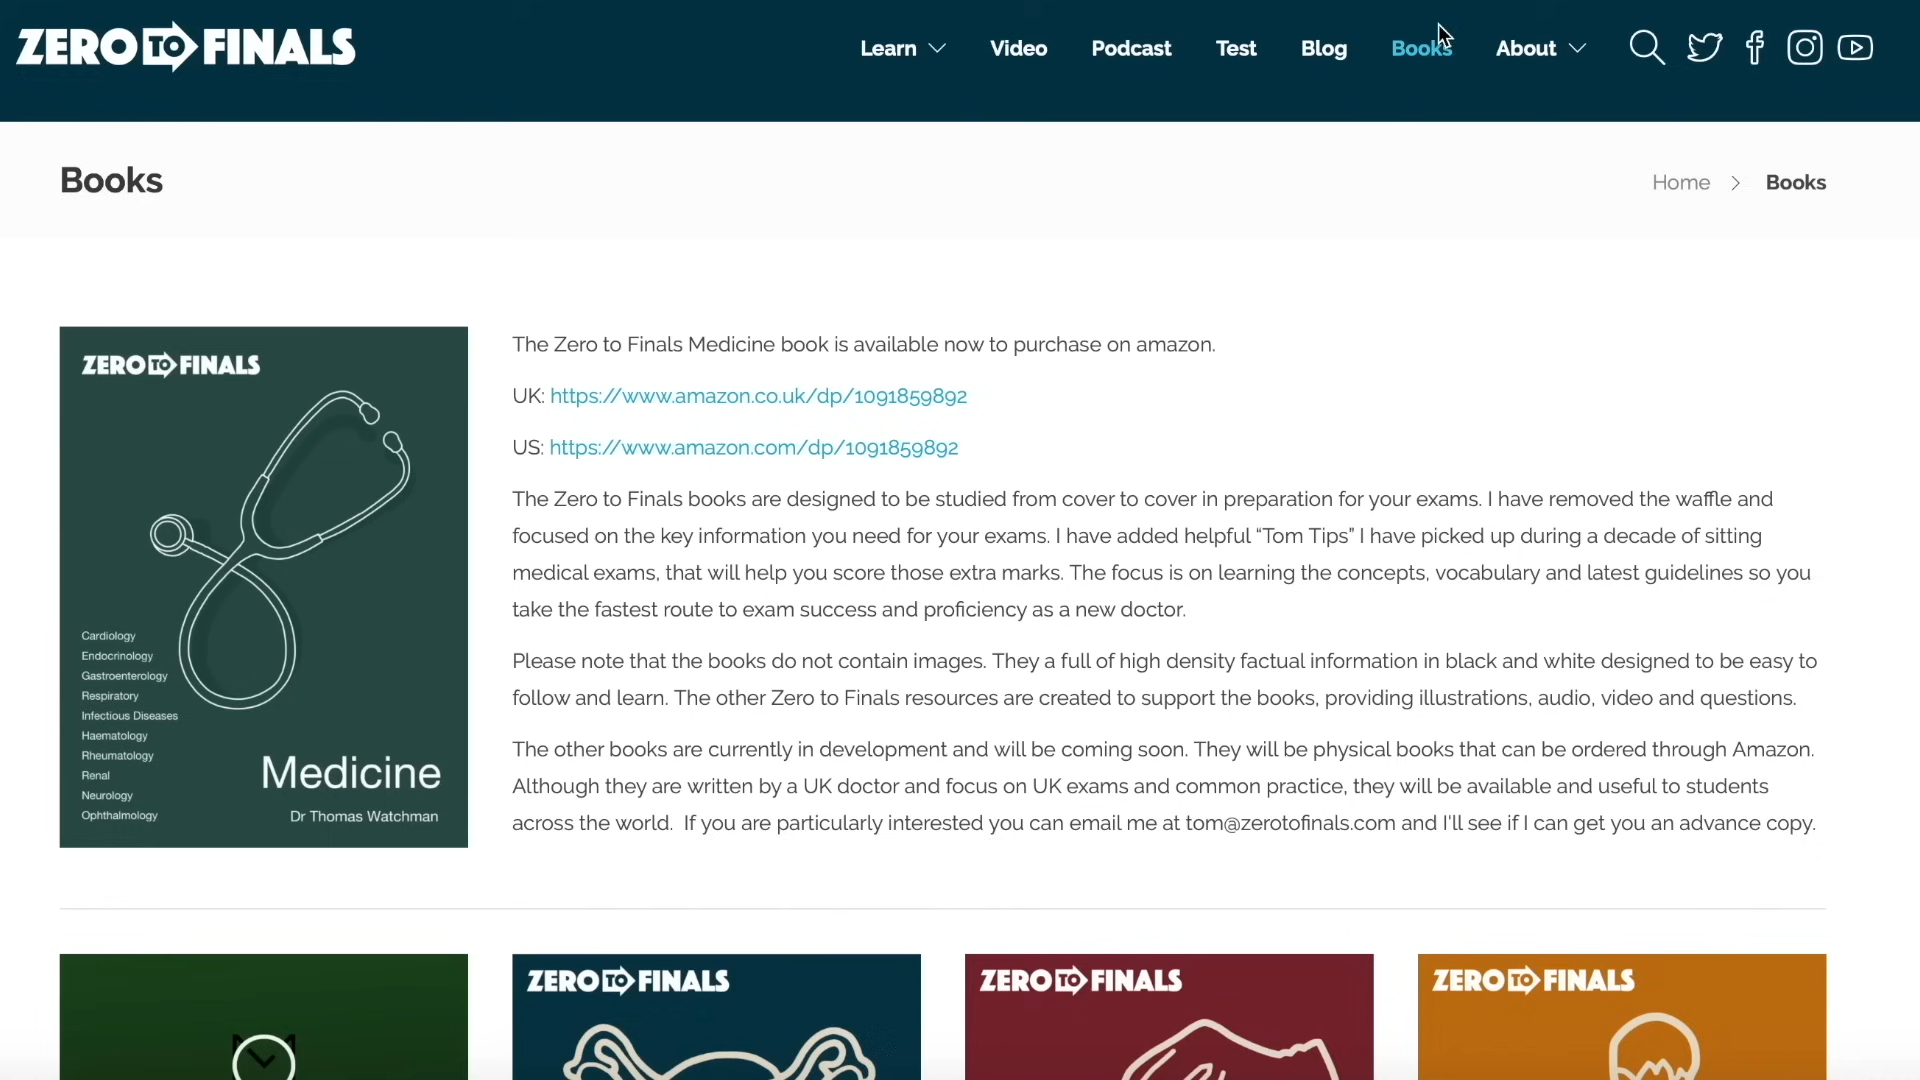 ZERO TO FINALS
Learn Video Podcast Test Blog Books About
Books
Home > Books
ZERO TO FINALS
Cardiology
Endocrinology
Gastroenterology
Respiratory
Infectious Diseases
Haematology
Rheumatology
Renal
Neurology
Ophthalmology
Medicine
Dr Thomas Watchman
The Zero to Finals Medicine book is available now to purchase on amazon.
UK: https://www.amazon.co.uk/dp/1091859892
US: https://www.amazon.com/dp/1091859892
The Zero to Finals books are designed to be studied from cover to cover in preparation for your exams. I have removed the waffle and
focused on the key information you need for your exams. I have added helpful “Tom Tips” I have picked up during a decade of sitting
medical exams, that will help you score those extra marks. The focus is on learning the concepts, vocabulary and latest guidelines so you
take the fastest route to exam success and proficiency as a new doctor.
Please note that the books do not contain images. They a full of high density factual information in black and white designed to be easy to
follow and learn. The other Zero to Finals resources are created to support the books, providing illustrations, audio, video and questions.
The other books are currently in development and will be coming soon. They will be physical books that can be ordered through Amazon.
Although they are written by a UK doctor and focus on UK exams and common practice, they will be available and useful to students
across the world. If you are particularly interested you can email me at tom@zerotofinals.com and I'll see if I can get you an advance copy.
ZERO TO FINALS
ZERO TO FINALS
ZERO TO FINALS